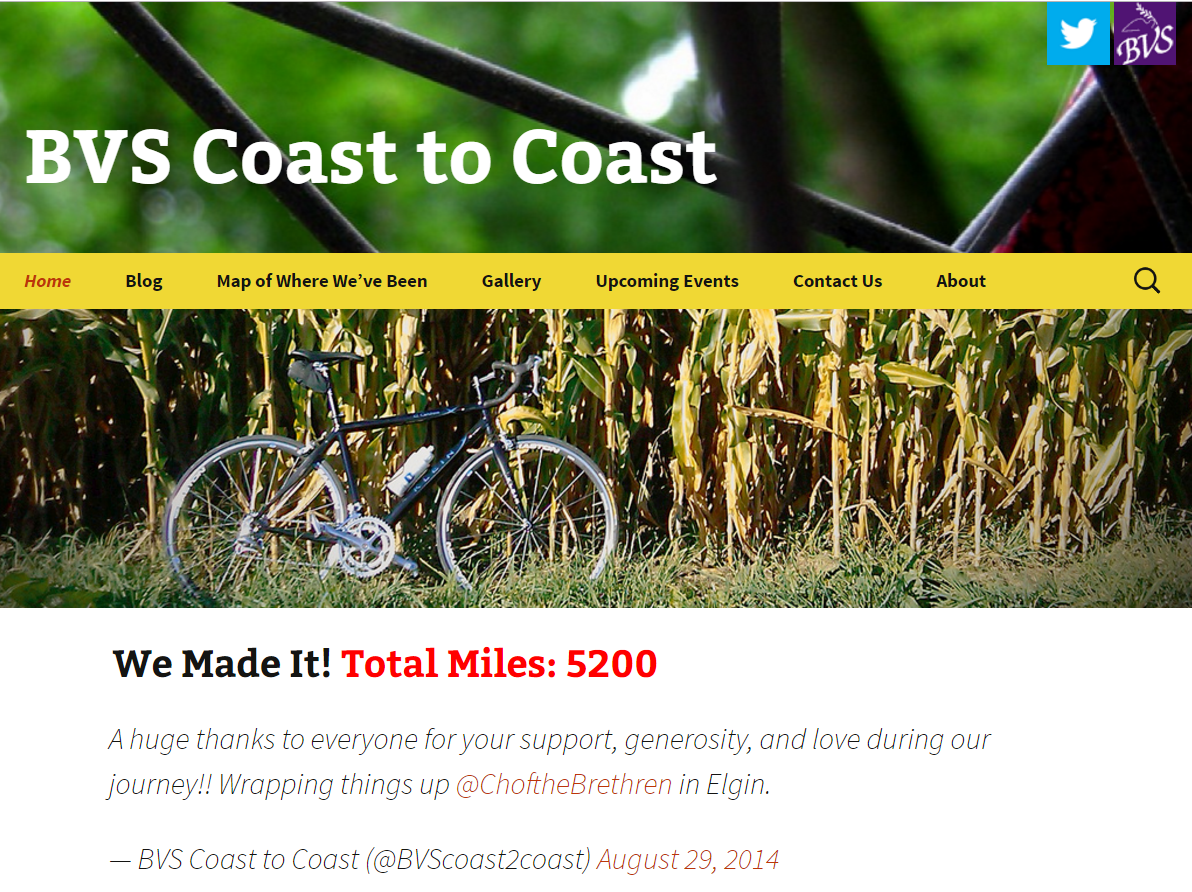 BVS
BVS Coast to Coast
Home Blog Map of Where We’ve Been Gallery Upcoming Events Contact Us About
KLEIN
We Made It! Total Miles: 5200
A huge thanks to everyone for your support, generosity, and love during our
journey!! Wrapping things up @ChoftheBrethren in Elgin.
— BVS Coast to Coast (@BVScoast2coast) August 29, 2014